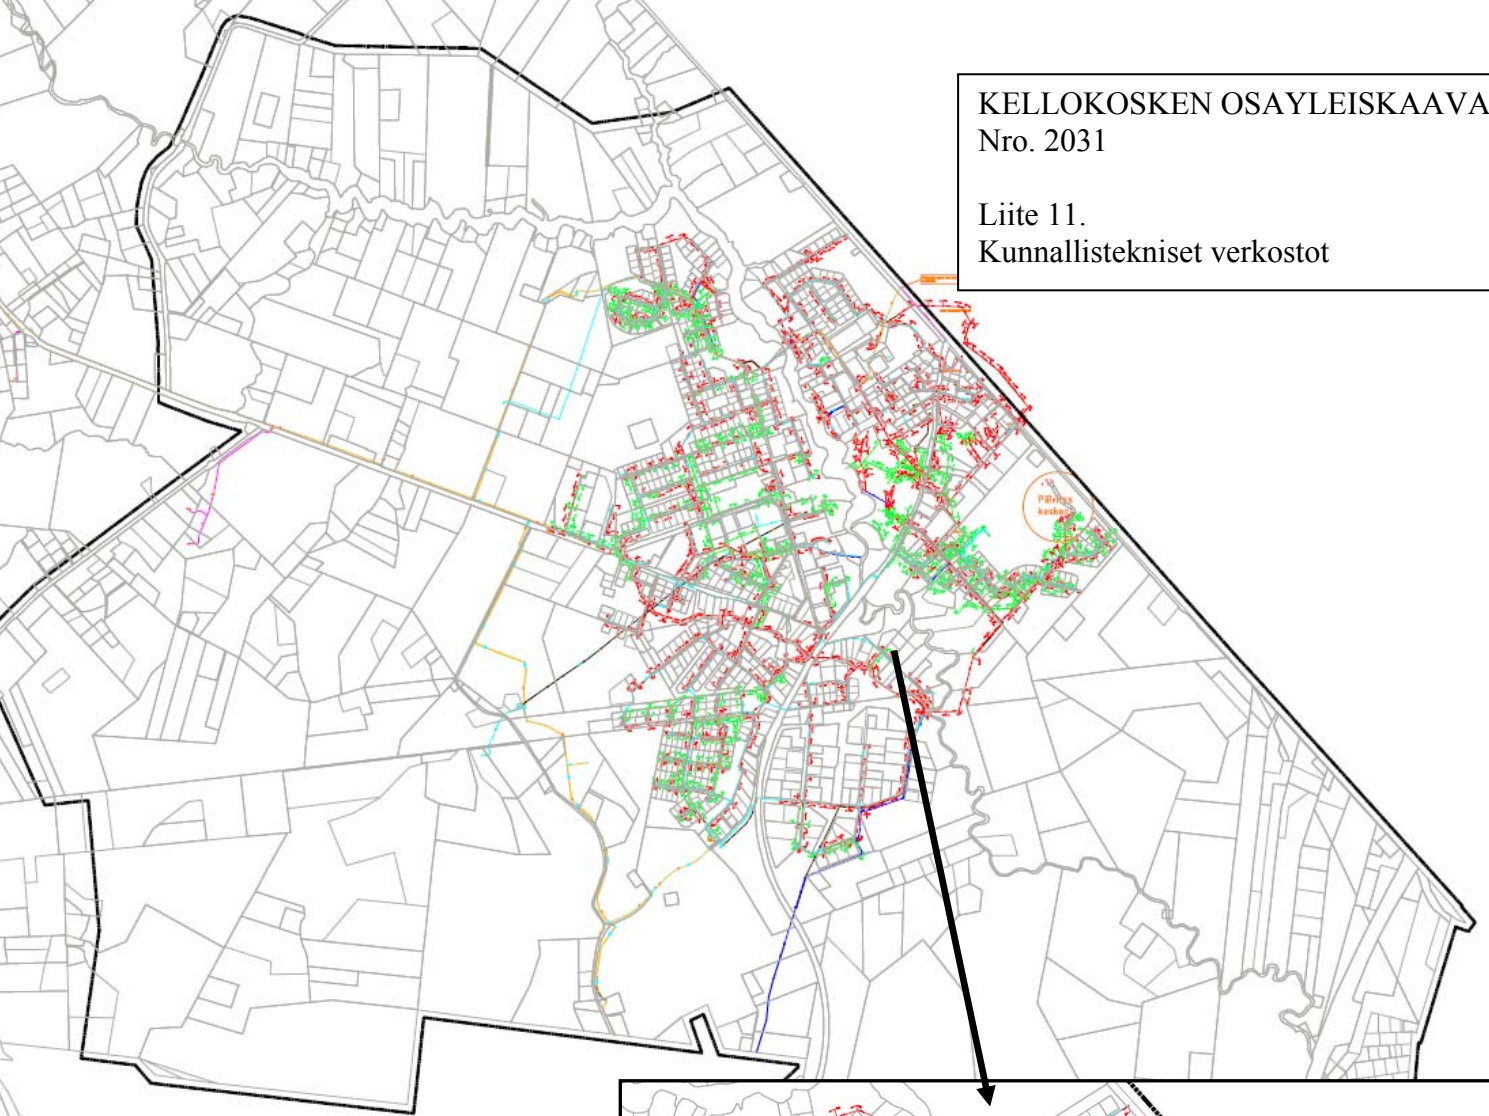 KELLOKOSKEN OSAYLEISKAAVA
Nro. 2031
Liite 11.
Kunnallistekniset verkostot